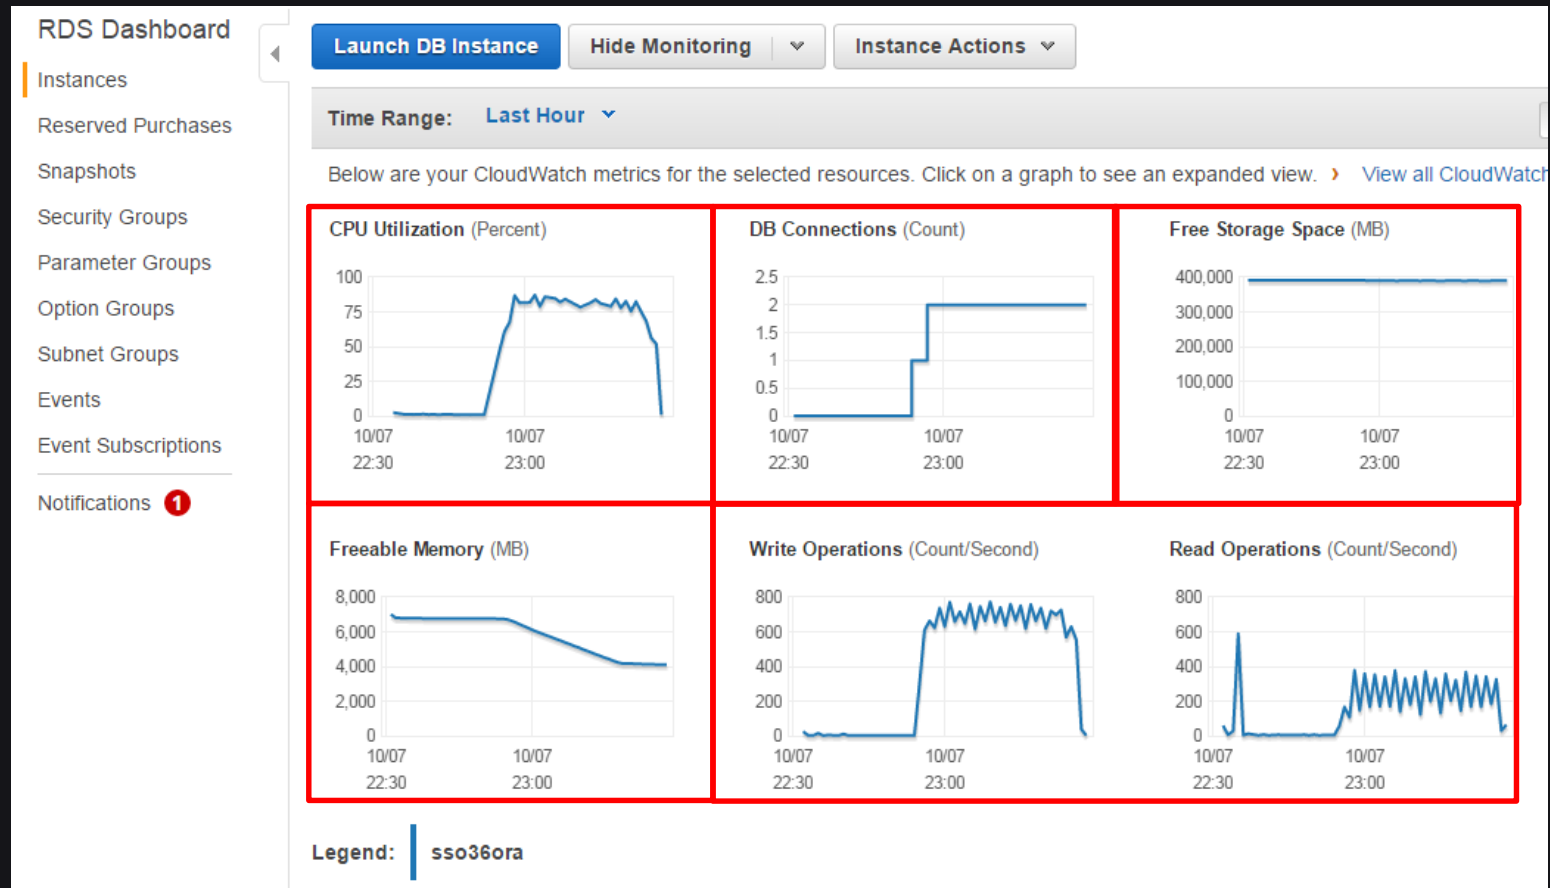 RDS Dashboard
Instances
Reserved Purchases
Snapshots
Security Groups
Parameter Groups
Option Groups
Subnet Groups
Events
Event Subscriptions
Notifications 1
Launch DB Instance
Hide Monitoring
Instance Actions
Time Range: Last Hour
Below are your CloudWatch metrics for the selected resources. Click on a graph to see an expanded view. View all CloudWatch
CPU Utilization (Percent)
100
75
50
25
0
10/07 10/07
22:30 23:00
DB Connections (Count)
2.5
2
1.5
1
0.5
0
10/07 10/07
22:30 23:00
Free Storage Space (MB)
400,000
300,000
200,000
100,000
0
10/07 10/07
22:30 23:00
Freeable Memory (MB)
8,000
6,000
4,000
2,000
0
10/07 10/07
22:30 23:00
Write Operations (Count/Second)
800
600
400
200
0
10/07 10/07
22:30 23:00
Read Operations (Count/Second)
800
600
400
200
0
10/07 10/07
22:30 23:00
Legend: sso36ora